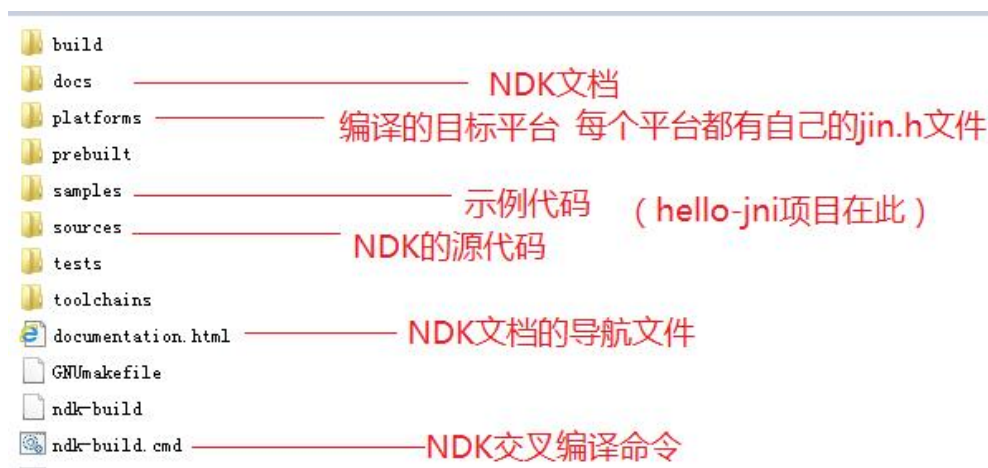 build
docs NDK文档
platforms 编译的目标平台 每个平台都有自己的jin.h文件
prebuilt
samples 示例代码 （hello-jni项目在此）
sources NDK的源代码
tests
toolchains
documentation.html NDK文档的导航文件
GNUmakefile
ndk-build
ndk-build.cmd NDK交叉编译命令